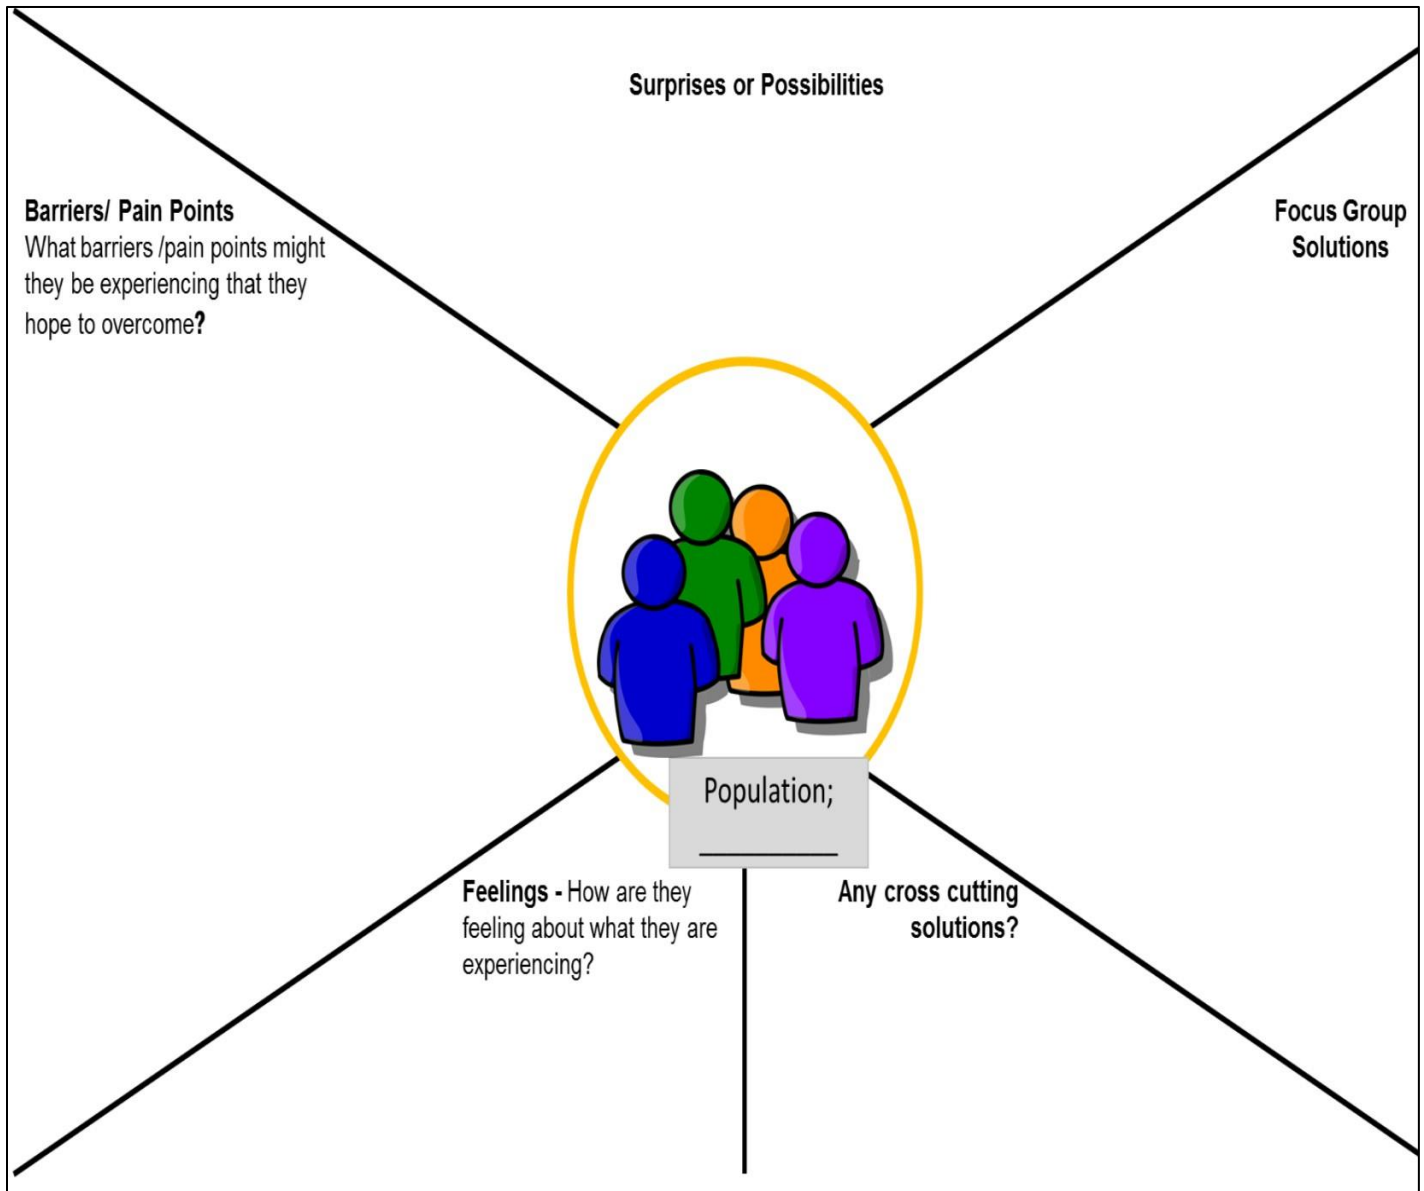 Surprises or Possibilities
Barriers/ Pain Points
What barriers /pain points might
they be experiencing that they
hope to overcome?
Focus Group
Solutions
Population;
__________
Feelings - How are they
feeling about what they are
experiencing?
Any cross cutting
solutions?